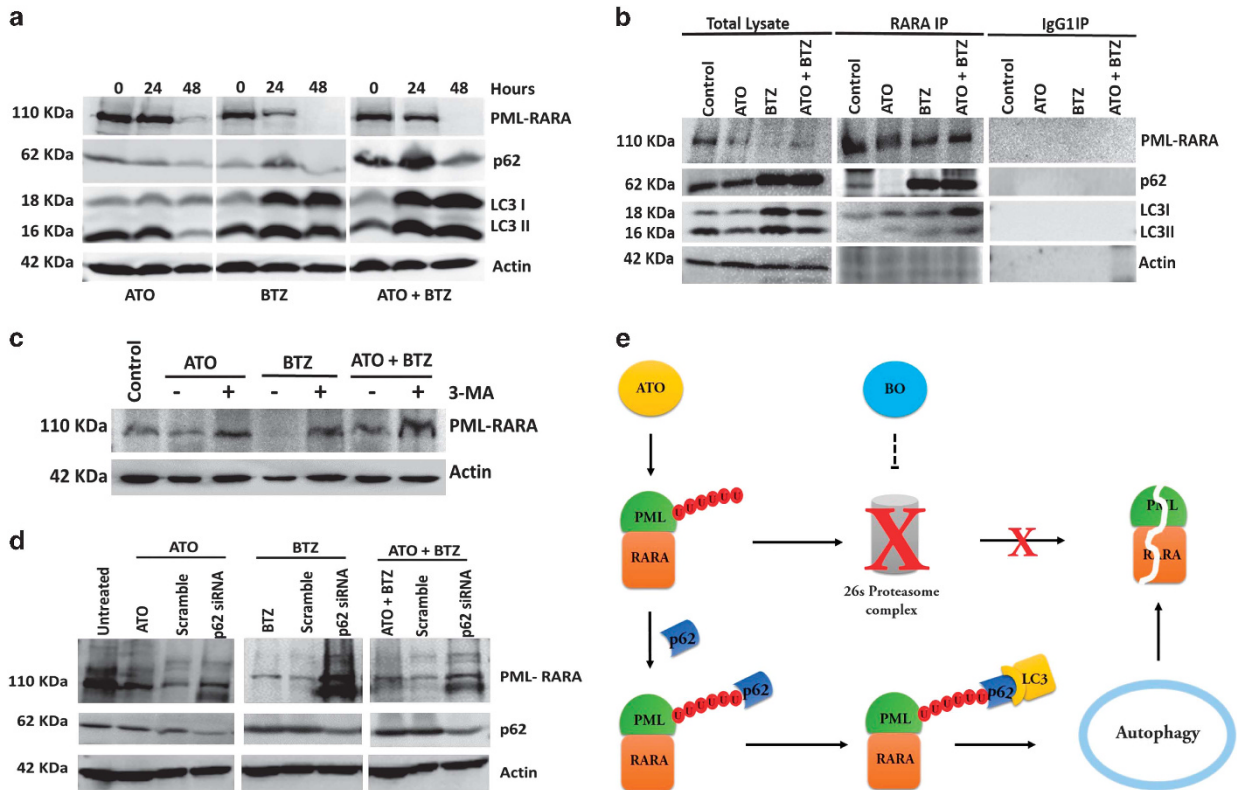 a
0 24 48 0 24 48 0 24 48 Hours
110 KDa PML-RARA
62 KDa p62
18 KDa LC3 I
16 KDa LC3 II
42 KDa Actin
ATO BTZ ATO + BTZ
b
Total Lysate RARA IP IgG1IP
Control ATO BTZ ATO + BTZ Control ATO BTZ ATO + BTZ Control ATO BTZ ATO + BTZ
110 KDa PML-RARA
62 KDa p62
18 KDa LC3I
16 KDa LC3II
42 KDa Actin
c
Control ATO BTZ ATO + BTZ
- + - + - + 3-MA
110 KDa PML-RARA
42 KDa Actin
d
ATO BTZ ATO + BTZ
Untreated ATO Scramble p62 siRNA BTZ Scramble p62 siRNA ATO + BTZ Scramble p62 siRNA
110 KDa PML- RARA
62 KDa p62
42 KDa Actin
e
ATO BO
PML U U U U U U
RARA
X
26s Proteasome
complex
X
PML
RARA
p62
PML U U U U U U p62
RARA
PML U U U U U U p62 LC3
RARA
Autophagy